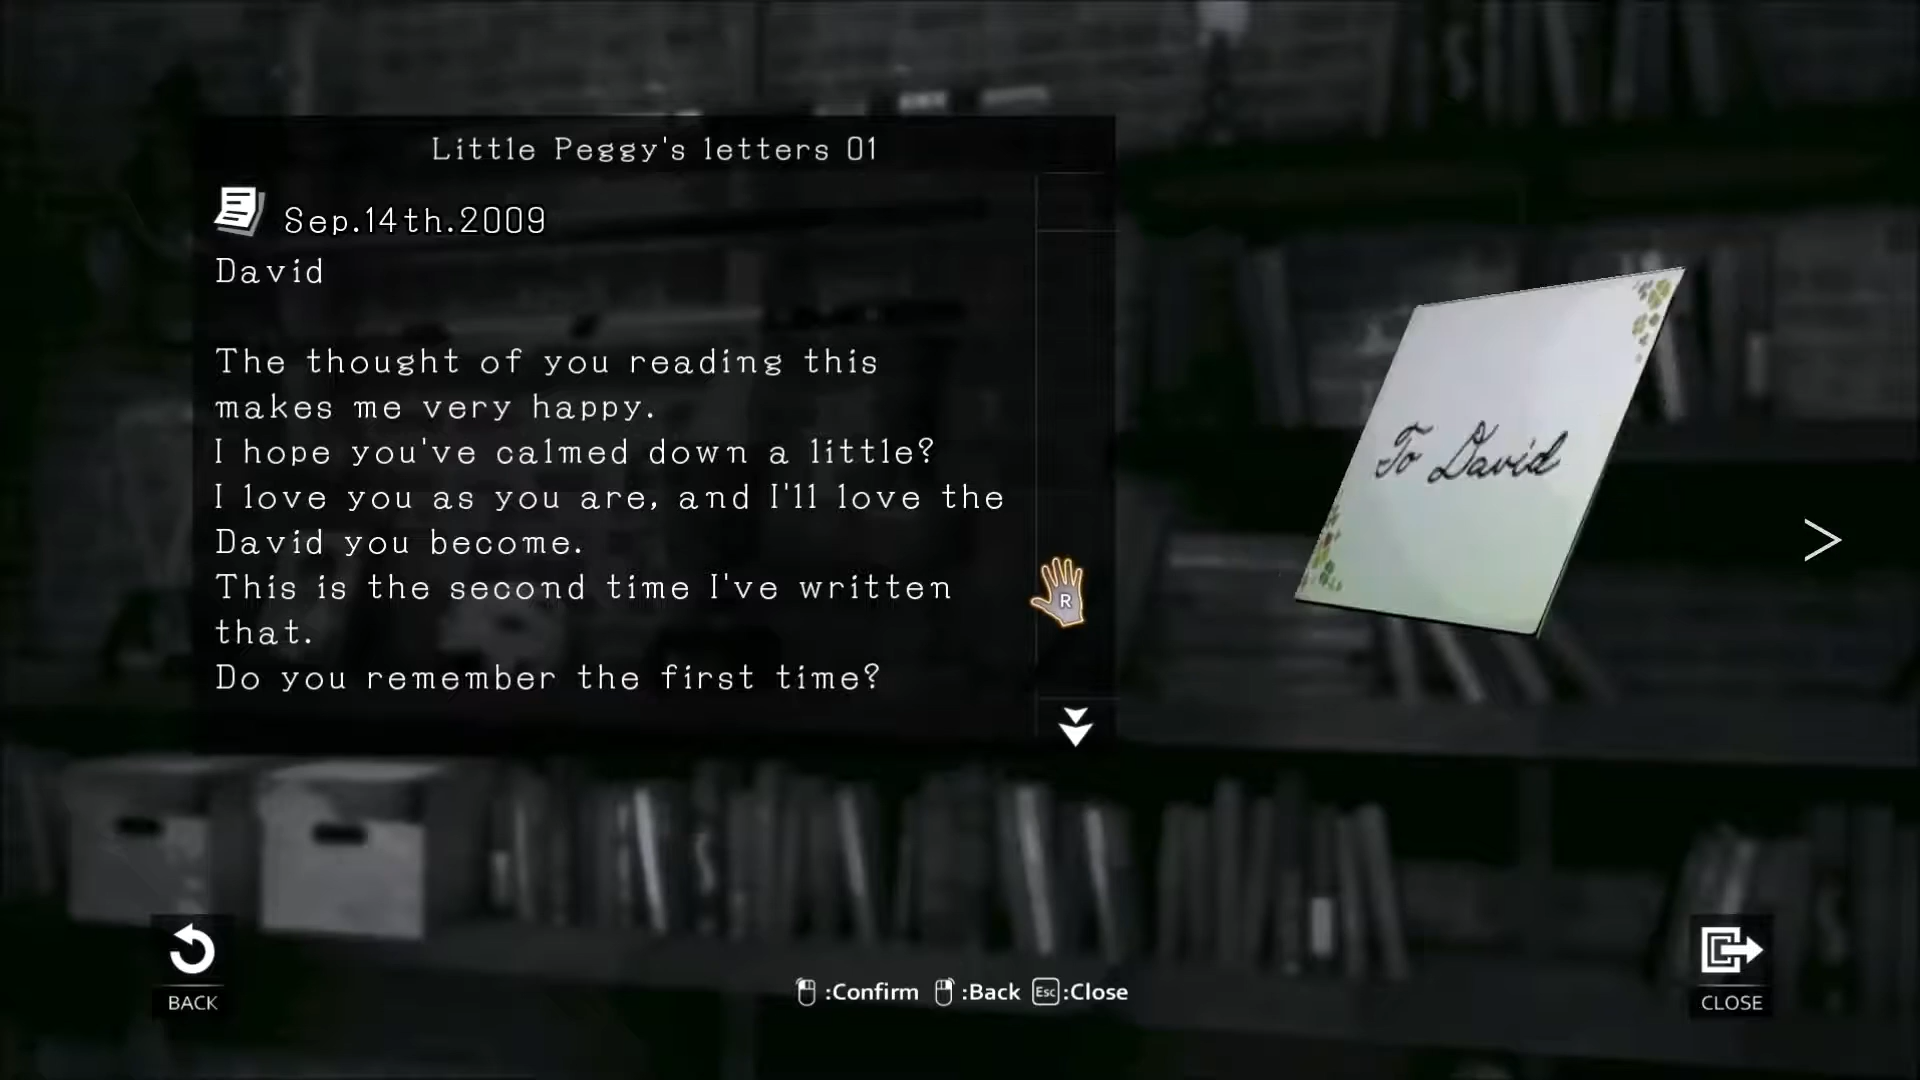 Little Peggy's letters 01
Sep.14th.2009
David
The thought of you reading this
makes me very happy.
I hope you've calmed down a little?
I love you as you are, and I'll love the
David you become.
This is the second time I've written
that.
Do you remember the first time?
To David
R
>
BACK
:Confirm :Back Esc:Close
CLOSE